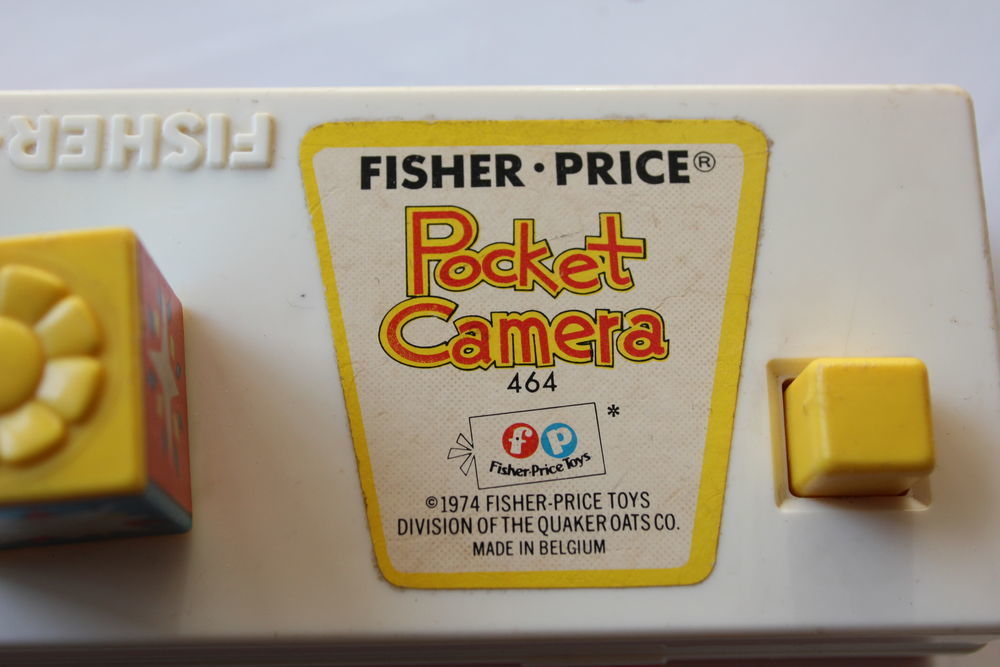 FISHER-
FISHER·PRICE®
Pocket
Camera
464
fp *
Fisher-Price Toys
©1974 FISHER-PRICE TOYS
DIVISION OF THE QUAKER OATS CO.
MADE IN BELGIUM